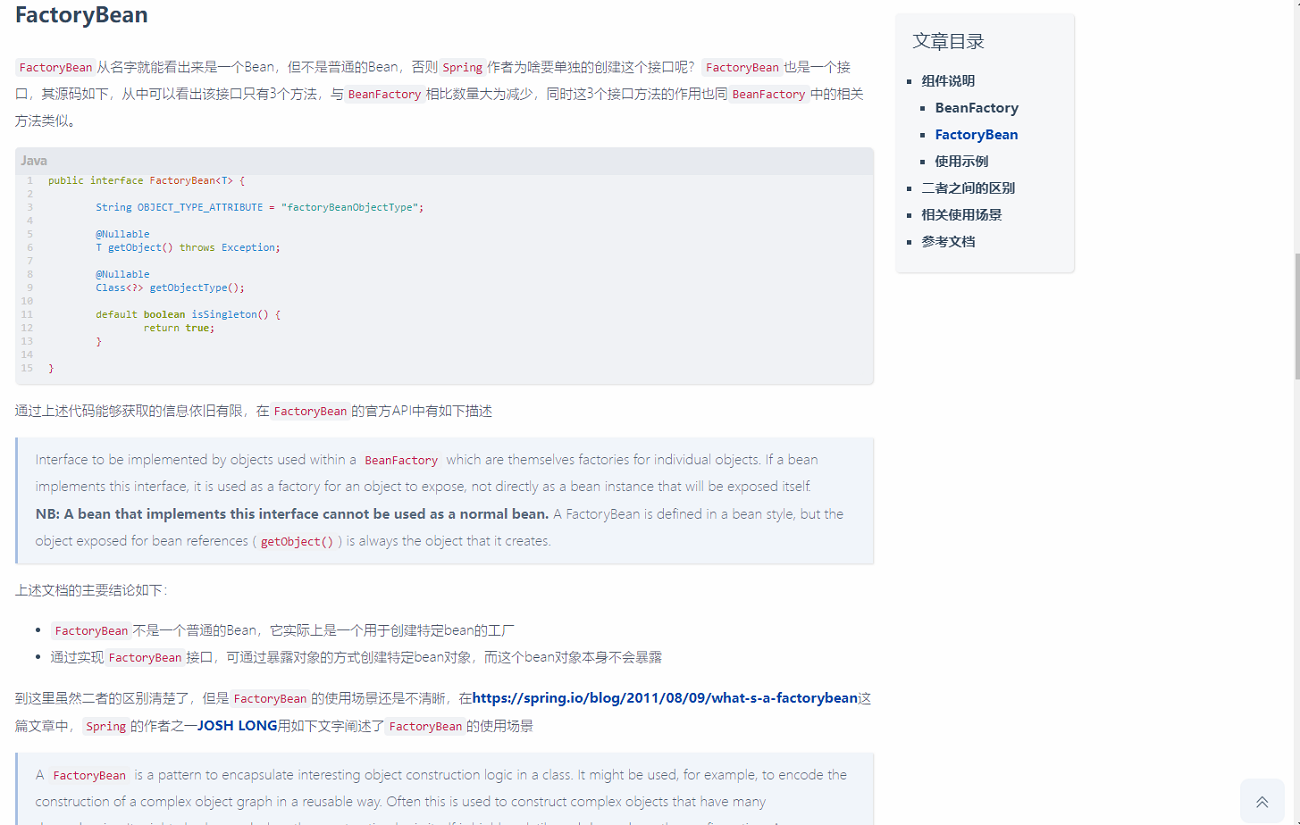 FactoryBean
FactoryBean 从名字就能看出来是一个Bean，但不是普通的Bean，否则 Spring 作者为啥要单独的创建这个接口呢？ FactoryBean 也是一个接
口，其源码如下，从中可以看出该接口只有3个方法，与 BeanFactory 相比数量大为减少，同时这3个接口方法的作用也同 BeanFactory 中的相关
方法类似。
Java
1 public interface FactoryBean<T> {
2
3 String OBJECT_TYPE_ATTRIBUTE = "factoryBeanObjectType";
4
5 @Nullable
6 T getObject() throws Exception;
7
8 @Nullable
9 Class<?> getObjectType();
10
11 default boolean isSingleton() {
12 return true;
13 }
14
15 }
通过上述代码能够获取的信息依旧有限，在 FactoryBean 的官方API中有如下描述
Interface to be implemented by objects used within a BeanFactory which are themselves factories for individual objects. If a bean
implements this interface, it is used as a factory for an object to expose, not directly as a bean instance that will be exposed itself.
NB: A bean that implements this interface cannot be used as a normal bean. A FactoryBean is defined in a bean style, but the
object exposed for bean references ( getObject() ) is always the object that it creates.
上述文档的主要结论如下：
• FactoryBean 不是一个普通的Bean，它实际上是一个用于创建特定bean的工厂
• 通过实现 FactoryBean 接口，可通过暴露对象的方式创建特定bean对象，而这个bean对象本身不会暴露
到这里虽然二者的区别清楚了，但是 FactoryBean 的使用场景还是不清晰，在https://spring.io/blog/2011/08/09/what-s-a-factorybean这
篇文章中， Spring 的作者之一JOSH LONG用如下文字阐述了 FactoryBean 的使用场景
A FactoryBean is a pattern to encapsulate interesting object construction logic in a class. It might be used, for example, to encode the
construction of a complex object graph in a reusable way. Often this is used to construct complex objects that have many
文章目录
组件说明
BeanFactory
FactoryBean
使用示例
二者之间的区别
相关使用场景
参考文档